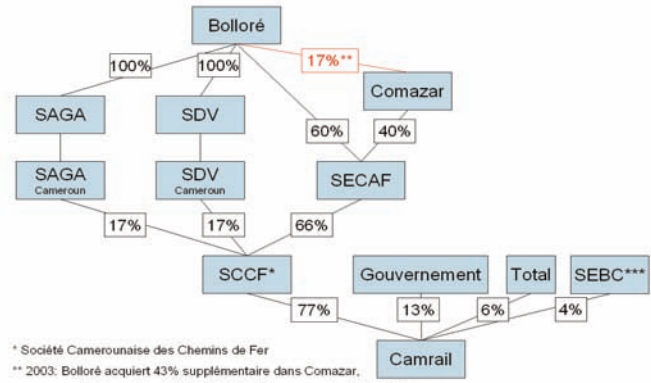 Bolloré
100%
100%
17%**
Comazar
SAGA
SDV
60%
40%
SAGA
Cameroun
SDV
Cameroun
SECAF
17%
17%
66%
SCCF*
Gouvernement
Total
SEBC***
77%
13%
6%
4%
Camrail
* Société Camerounaise des Chemins de Fer
** 2003: Bolloré acquiert 43% supplémentaire dans Comazar,